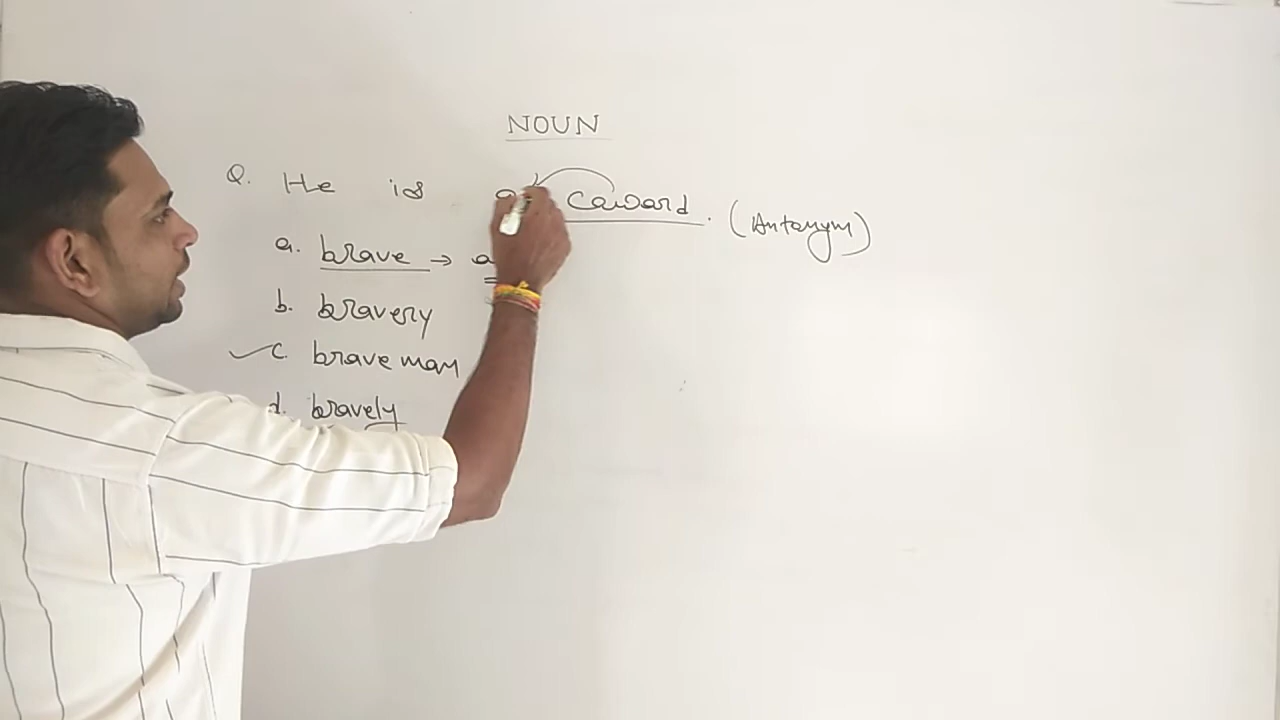 NOUN
Q. He is a coward. (Antonym)
a. brave → a
b. bravery
✓ c. brave man
d. bravely